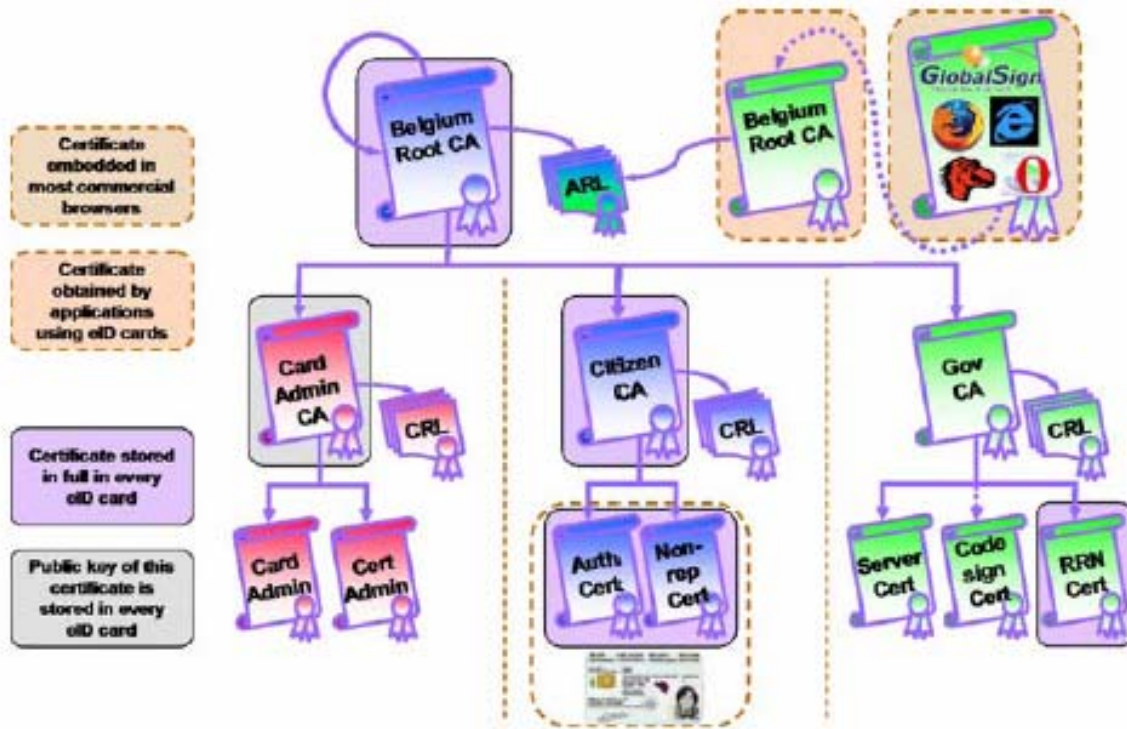 Certificate
embedded in
most commercial
browsers
Certificate
obtained by
applications
using eID cards
Certificate stored
in full in every
eID card
Public key of this
certificate is
stored in every
eID card
Belgium
Root CA
ARL
Belgium
Root CA
GlobalSign
Card
Admin
CA
CRL
Citizen
CA
CRL
Gov
CA
CRL
Card
Admin
Cert
Admin
Auth
Cert
Non-
rep
Cert
Server
Cert
Code
sign
Cert
RRN
Cert